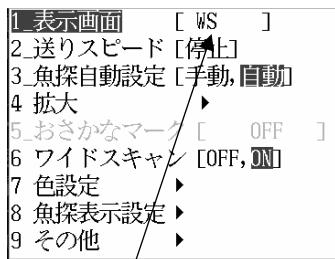 1_表示画面 [ WS ]
2_送りスピード [停止]
3_魚探自動設定 [手動,自動]
4 拡大 ▶
5_おさかなマーク [ OFF ]
6 ワイドスキャン [OFF,ON]
7 色設定 ▶
8 魚探表示設定 ▶
9 その他 ▶